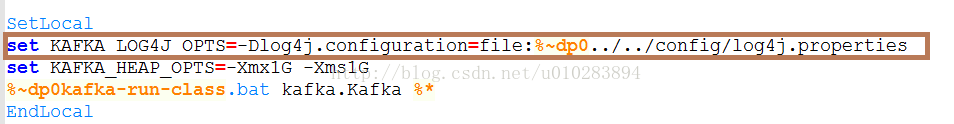 SetLocal
set KAFKA_LOG4J_OPTS=-Dlog4j.configuration=file:%~dp0../../config/log4j.properties
set KAFKA_HEAP_OPTS=-Xmx1G -Xms1G
http://blog.csdn.net/u010283894
%~dp0kafka-run-class.bat kafka.Kafka %*
EndLocal